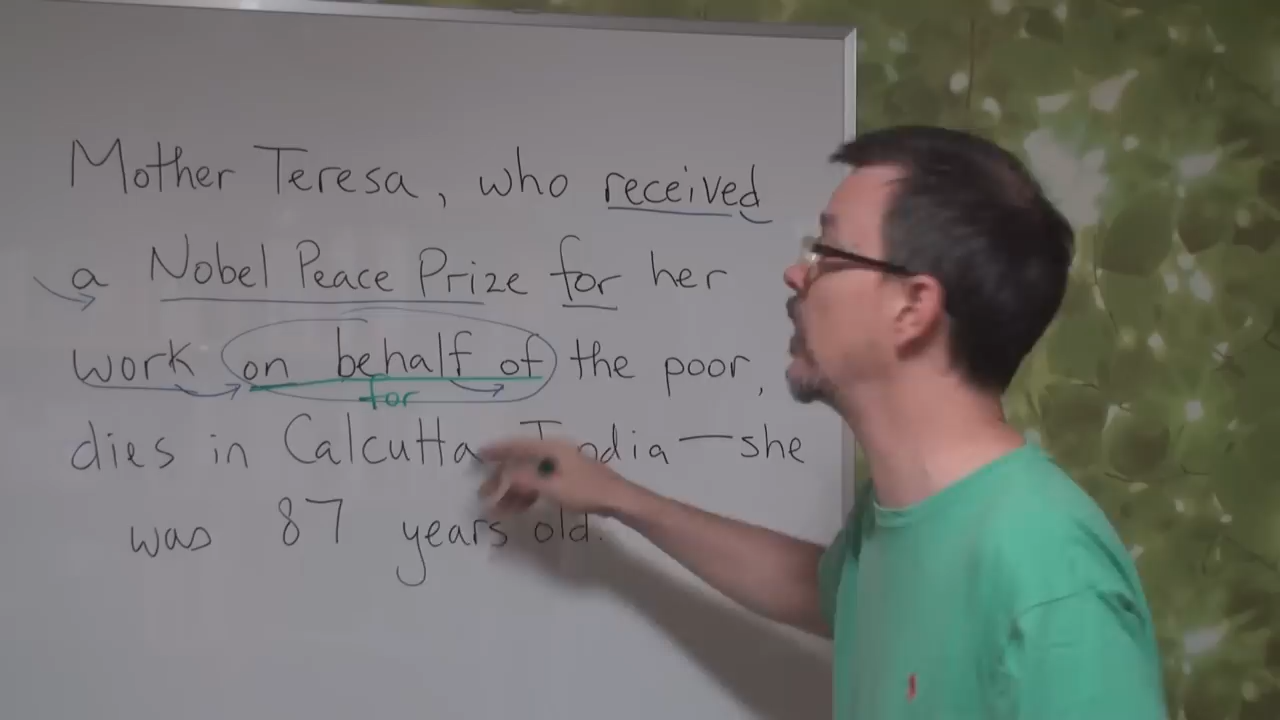 Mother Teresa, who received
a Nobel Peace Prize for her
work on behalf of the poor,
for
dies in Calcutta India — she
was 87 years old.